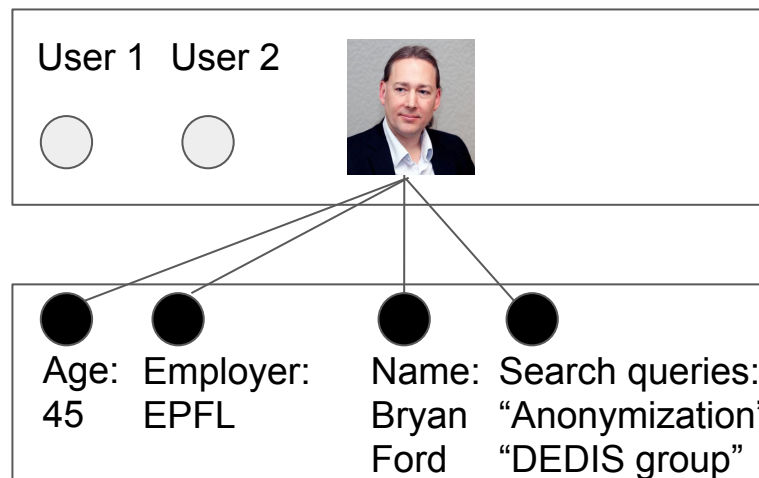 User 1 User 2
Age: Employer: Name: Search queries:
45 EPFL Bryan “Anonymization”
Ford “DEDIS group”